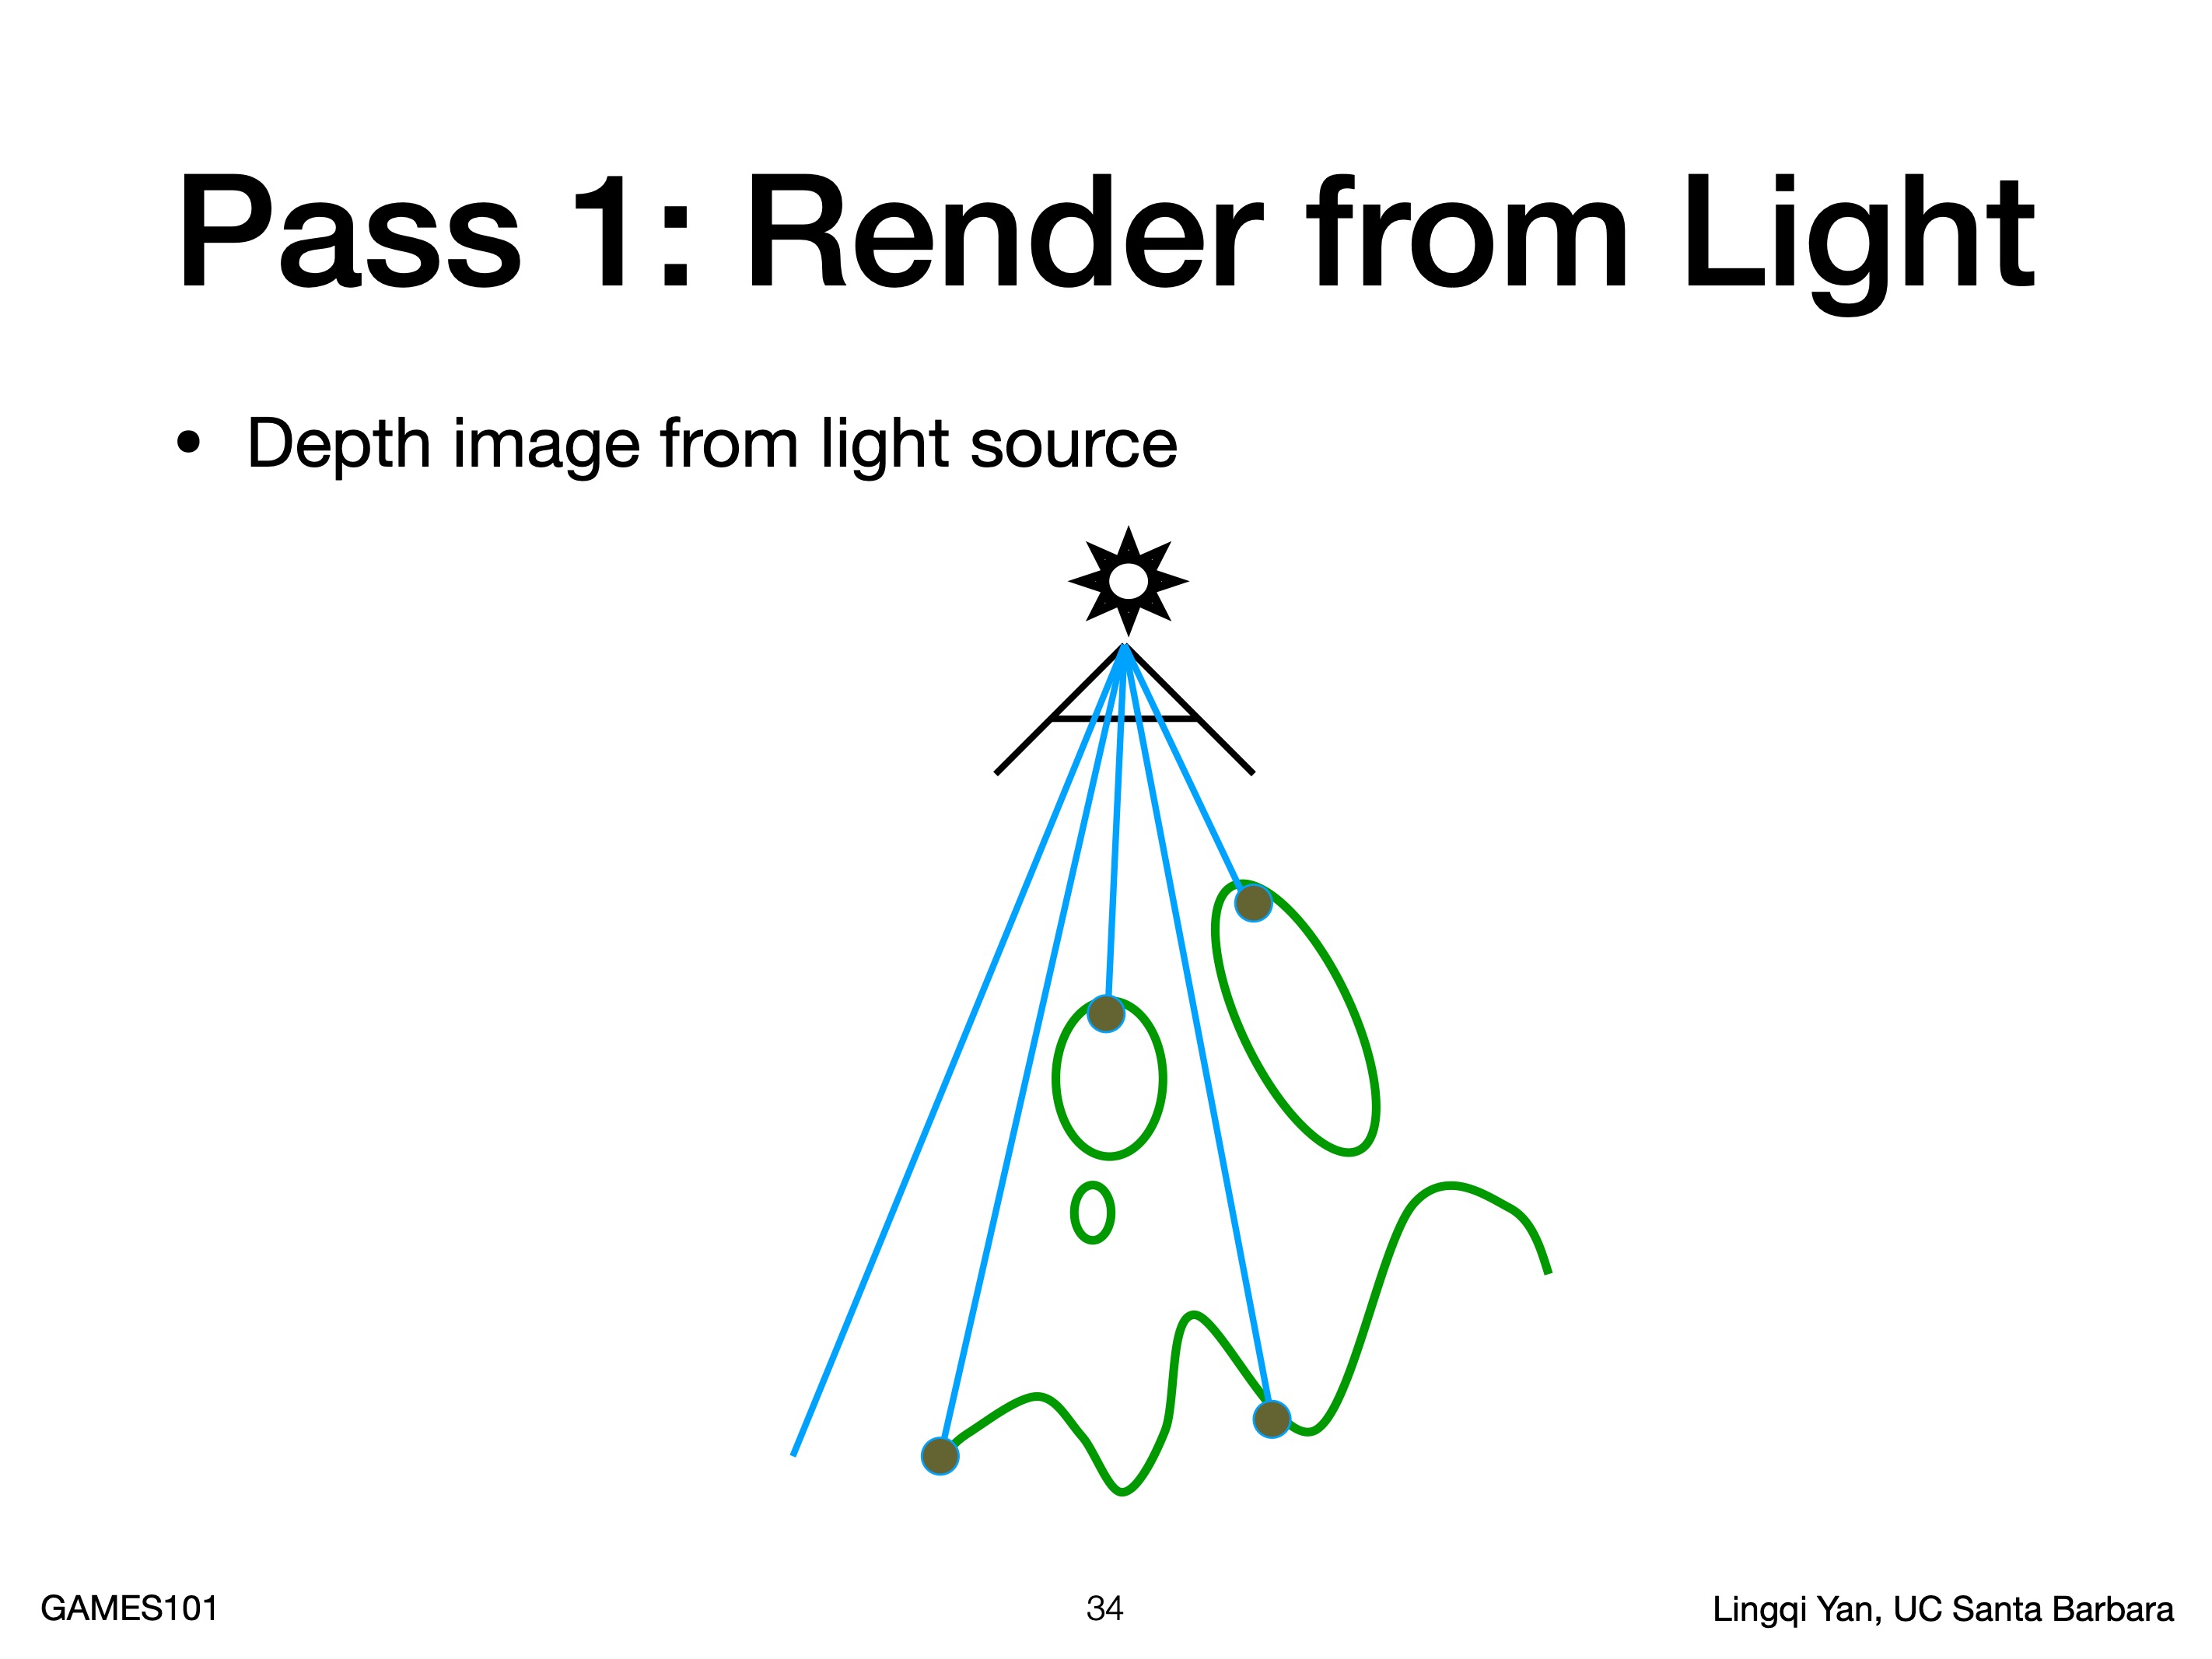 Pass 1: Render from Light
• Depth image from light source
GAMES101
34
Lingqi Yan, UC Santa Barbara